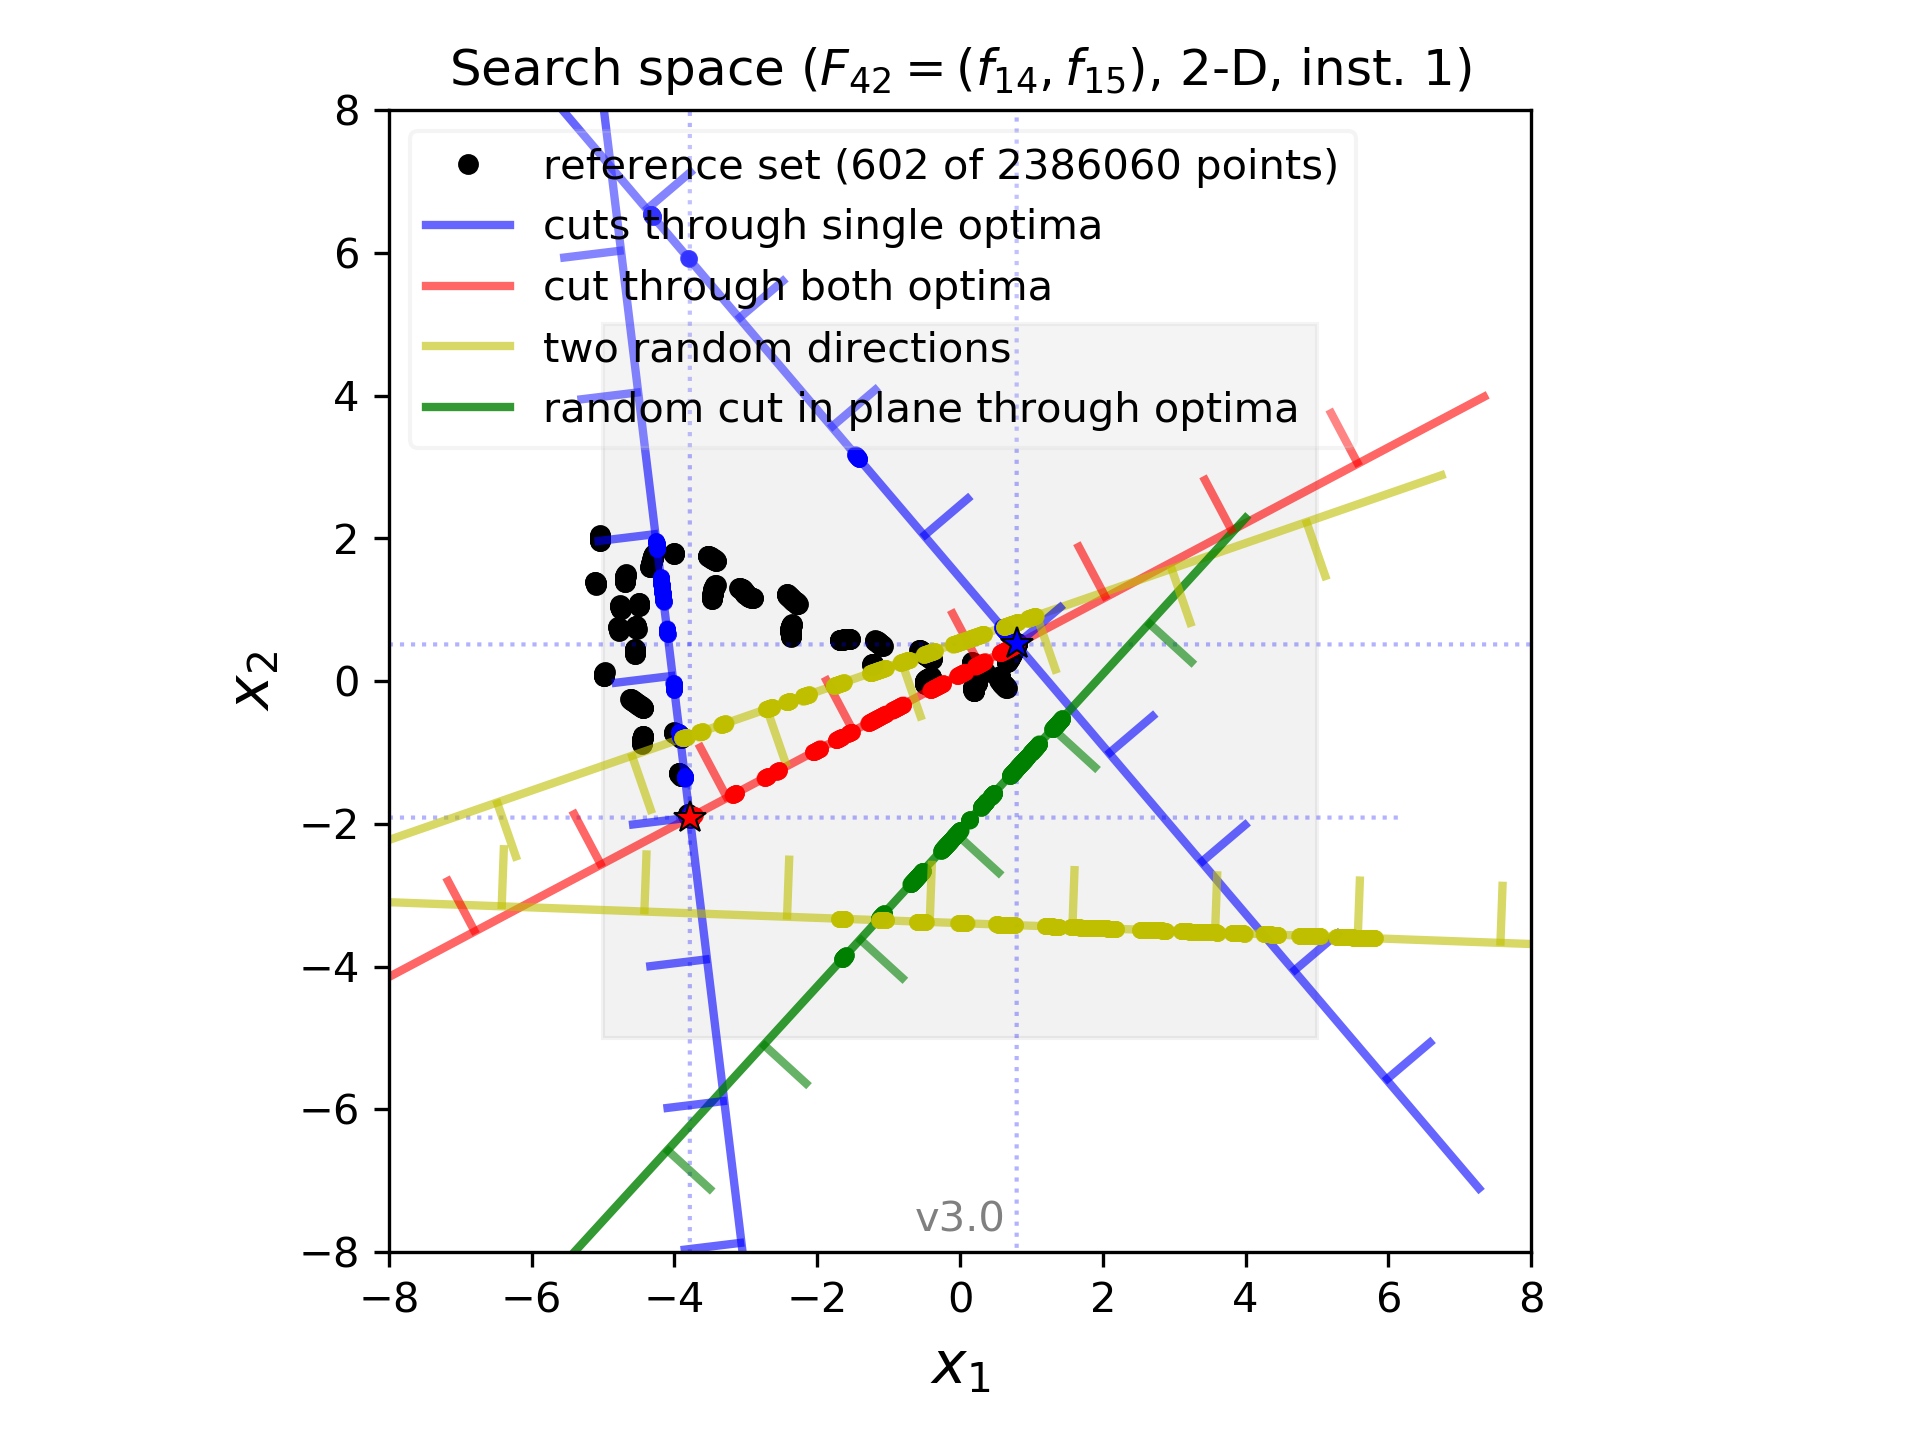 Search space (F42 = (f14, f15), 2-D, inst. 1)
reference set (602 of 2386060 points)
cuts through single optima
cut through both optima
two random directions
random cut in plane through optima
8
6
4
2
0
−2
−4
−6
−8
x2
v3.0
−8 −6 −4 −2 0 2 4 6 8
x1